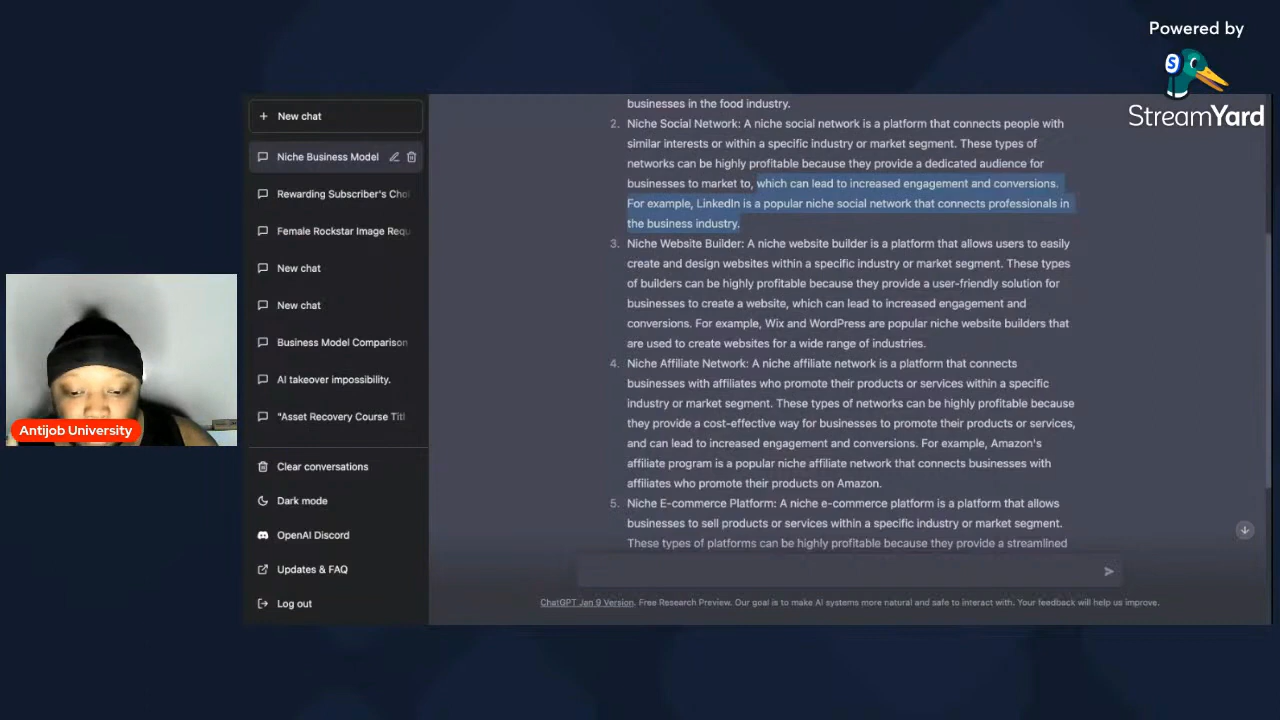 Powered by
StreamYard
S
Antijob University
New chat
Niche Business Model
Rewarding Subscriber's Cho
Female Rockstar Image Requ
New chat
New chat
Business Model Comparison
AI takeover impossibility.
"Asset Recovery Course Titl
Clear conversations
Dark mode
OpenAI Discord
Updates & FAQ
Log out
businesses in the food industry.
2. Niche Social Network: A niche social network is a platform that connects people with
similar interests or within a specific industry or market segment. These types of
networks can be highly profitable because they provide a dedicated audience for
businesses to market to, which can lead to increased engagement and conversions.
For example, LinkedIn is a popular niche social network that connects professionals in
the business industry.
3. Niche Website Builder: A niche website builder is a platform that allows users to easily
create and design websites within a specific industry or market segment. These types
of builders can be highly profitable because they provide a user-friendly solution for
businesses to create a website, which can lead to increased engagement and
conversions. For example, Wix and WordPress are popular niche website builders that
are used to create websites for a wide range of industries.
4. Niche Affiliate Network: A niche affiliate network is a platform that connects
businesses with affiliates who promote their products or services within a specific
industry or market segment. These types of networks can be highly profitable because
they provide a cost-effective way for businesses to promote their products or services,
and can lead to increased engagement and conversions. For example, Amazon's
affiliate program is a popular niche affiliate network that connects businesses with
affiliates who promote their products on Amazon.
5. Niche E-commerce Platform: A niche e-commerce platform is a platform that allows
businesses to sell products or services within a specific industry or market segment.
These types of platforms can be highly profitable because they provide a streamlined
ChatGPT Jan 9 Version. Free Research Preview. Our goal is to make AI systems more natural and safe to interact with. Your feedback will help us improve.